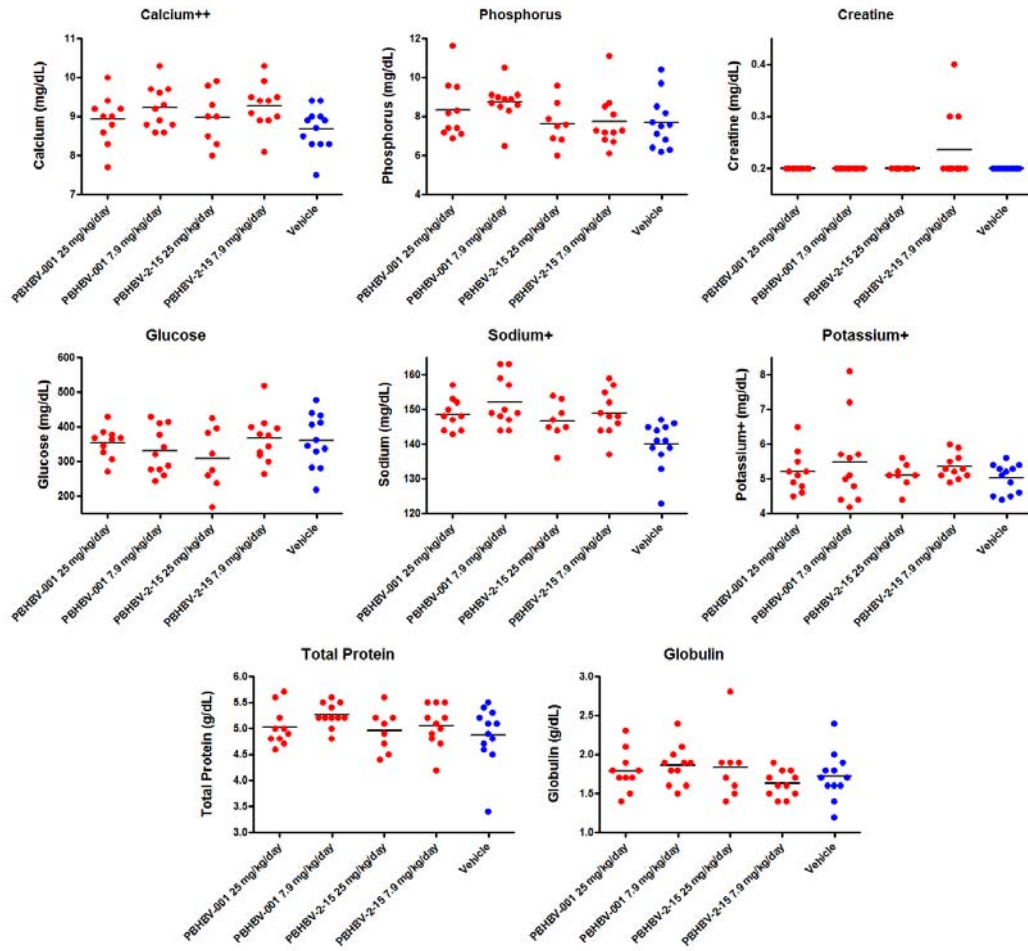 Calcium++
Phosphorus
Creatine
Calcium (mg/dL)
11
10
9
8
7
PBHBV-001 25 mg/kg/day
PBHBV-001 7.9 mg/kg/day
PBHBV-2-15 25 mg/kg/day
PBHBV-2-15 7.9 mg/kg/day
Vehicle
Phosphorus (mg/dL)
12
10
8
6
4
PBHBV-001 25 mg/kg/day
PBHBV-001 7.9 mg/kg/day
PBHBV-2-15 25 mg/kg/day
PBHBV-2-15 7.9 mg/kg/day
Vehicle
Creatine (mg/dL)
0.4
0.3
0.2
PBHBV-001 25 mg/kg/day
PBHBV-001 7.9 mg/kg/day
PBHBV-2-15 25 mg/kg/day
PBHBV-2-15 7.9 mg/kg/day
Vehicle
Glucose
Sodium+
Potassium+
Glucose (mg/dL)
600
500
400
300
200
PBHBV-001 25 mg/kg/day
PBHBV-001 7.9 mg/kg/day
PBHBV-2-15 25 mg/kg/day
PBHBV-2-15 7.9 mg/kg/day
Vehicle
Sodium (mg/dL)
160
150
140
130
120
PBHBV-001 25 mg/kg/day
PBHBV-001 7.9 mg/kg/day
PBHBV-2-15 25 mg/kg/day
PBHBV-2-15 7.9 mg/kg/day
Vehicle
Potassium+ (mg/dL)
8
7
6
5
4
PBHBV-001 25 mg/kg/day
PBHBV-001 7.9 mg/kg/day
PBHBV-2-15 25 mg/kg/day
PBHBV-2-15 7.9 mg/kg/day
Vehicle
Total Protein
Globulin
Total Protein (g/dL)
6.0
5.5
5.0
4.5
4.0
3.5
3.0
PBHBV-001 25 mg/kg/day
PBHBV-001 7.9 mg/kg/day
PBHBV-2-15 25 mg/kg/day
PBHBV-2-15 7.9 mg/kg/day
Vehicle
Globulin (g/dL)
3.0
2.5
2.0
1.5
1.0
PBHBV-001 25 mg/kg/day
PBHBV-001 7.9 mg/kg/day
PBHBV-2-15 25 mg/kg/day
PBHBV-2-15 7.9 mg/kg/day
Vehicle